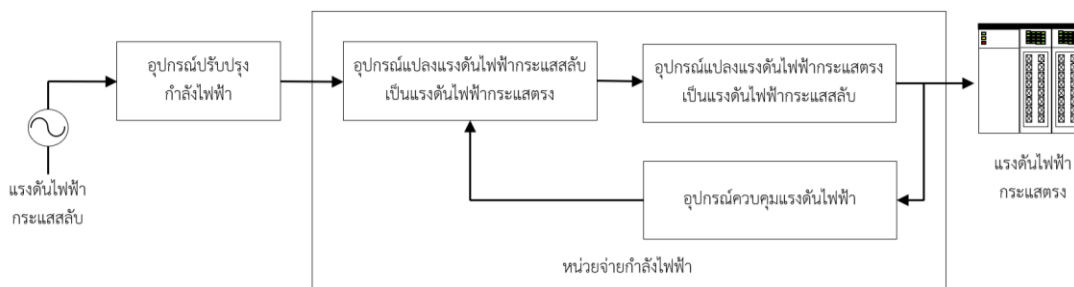 อุปกรณ์ปรับปรุง
กำลังไฟฟ้า
อุปกรณ์แปลงแรงดันไฟฟ้ากระแสสลับ
เป็นแรงดันไฟฟ้ากระแสตรง
อุปกรณ์แปลงแรงดันไฟฟ้ากระแสตรง
เป็นแรงดันไฟฟ้ากระแสสลับ
แรงดันไฟฟ้า
กระแสสลับ
แรงดันไฟฟ้า
กระแสตรง
อุปกรณ์ควบคุมแรงดันไฟฟ้า
หน่วยจ่ายกำลังไฟฟ้า